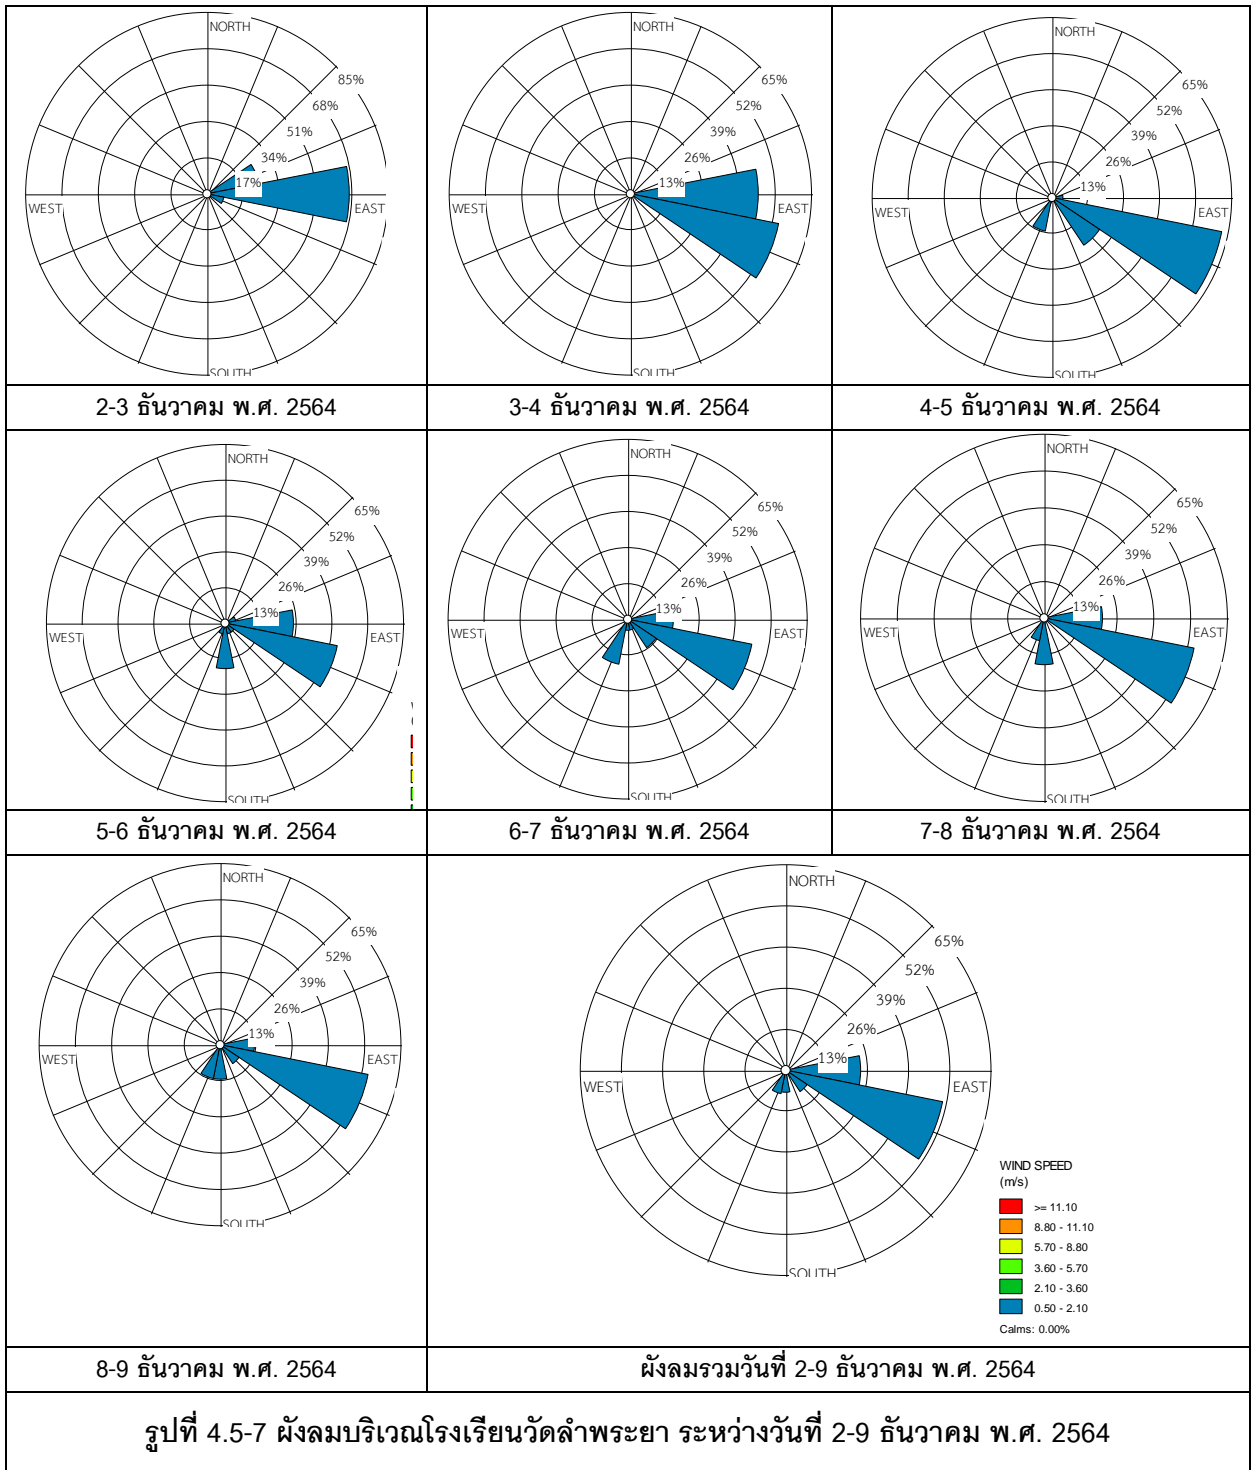 NORTH
85%
68%
51%
34%
17%
WEST
EAST
SOUTH
2-3 ธันวาคม พ.ศ. 2564
NORTH
65%
52%
39%
26%
13%
WEST
EAST
SOUTH
3-4 ธันวาคม พ.ศ. 2564
NORTH
65%
52%
39%
26%
13%
WEST
EAST
SOUTH
4-5 ธันวาคม พ.ศ. 2564
NORTH
65%
52%
39%
26%
13%
WEST
EAST
SOUTH
5-6 ธันวาคม พ.ศ. 2564
NORTH
65%
52%
39%
26%
13%
WEST
EAST
SOUTH
6-7 ธันวาคม พ.ศ. 2564
NORTH
65%
52%
39%
26%
13%
WEST
EAST
SOUTH
7-8 ธันวาคม พ.ศ. 2564
NORTH
65%
52%
39%
26%
13%
WEST
EAST
SOUTH
8-9 ธันวาคม พ.ศ. 2564
NORTH
65%
52%
39%
26%
13%
WEST
EAST
SOUTH
WIND SPEED
(m/s)
>= 11.10
8.80 - 11.10
5.70 - 8.80
3.60 - 5.70
2.10 - 3.60
0.50 - 2.10
Calms: 0.00%
ผังลมรวมวันที่ 2-9 ธันวาคม พ.ศ. 2564
รูปที่ 4.5-7 ผังลมบริเวณโรงเรียนวัดลำพระยา ระหว่างวันที่ 2-9 ธันวาคม พ.ศ. 2564